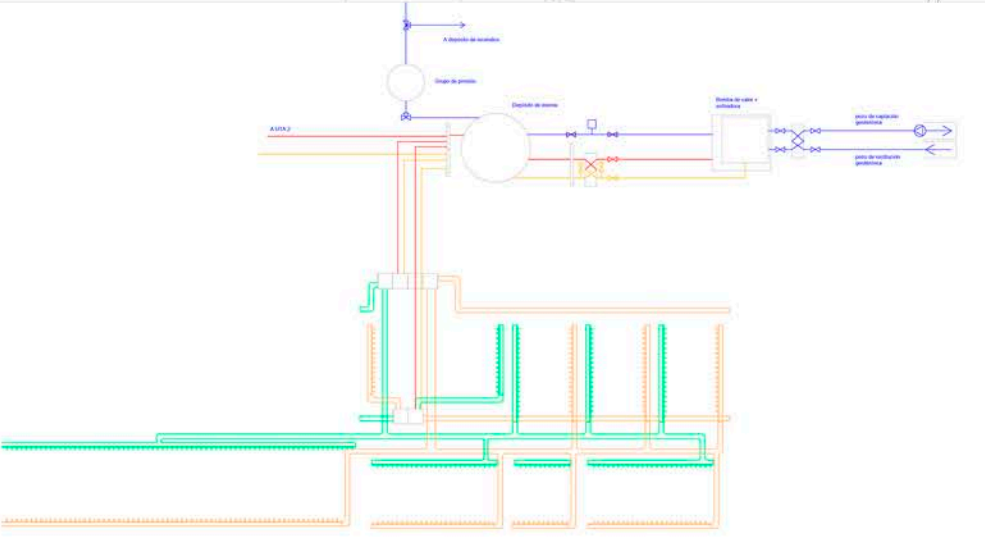 A depósito de incendios
Grupo de presión
Depósito de inercia
Bomba de calor +
A UTA 2
pozo de captación
geotérmica
pozo de restitución
geotérmica